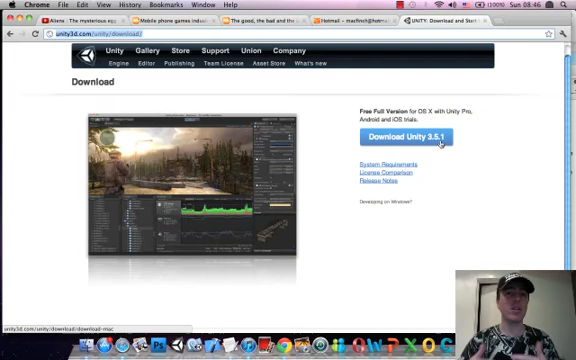 Chrome File Edit View History Bookmarks Window Help
Sun 08:46
Aliens : The mysterious
Mobile phone games indus
The good, the bad and the
Hotmail - macfinch@hotmai
UNITY: Download and Start
unity3d.com/unity/download/
Unity Gallery Store Support Union Company
Engine Editor Publishing Team License Asset Store What's new
Download
Free Full Version for OS X with Unity Pro,
Android and iOS trials.
Download Unity 3.5.1
System Requirements
License Comparison
Release Notes
Developing on Windows?
unity3d.com/unity/download/download-mac